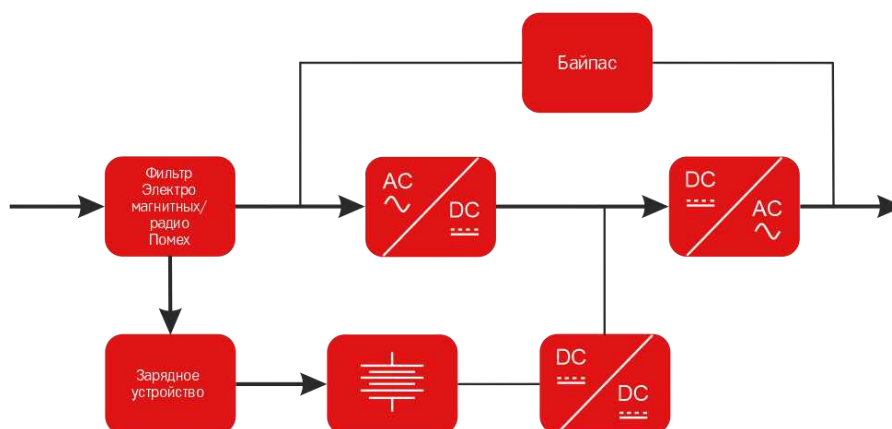 Байпас
Фильтр
Электро
магнитных/
радио
Помех
AC
DC
DC
AC
Зарядное
устройство
DC
DC